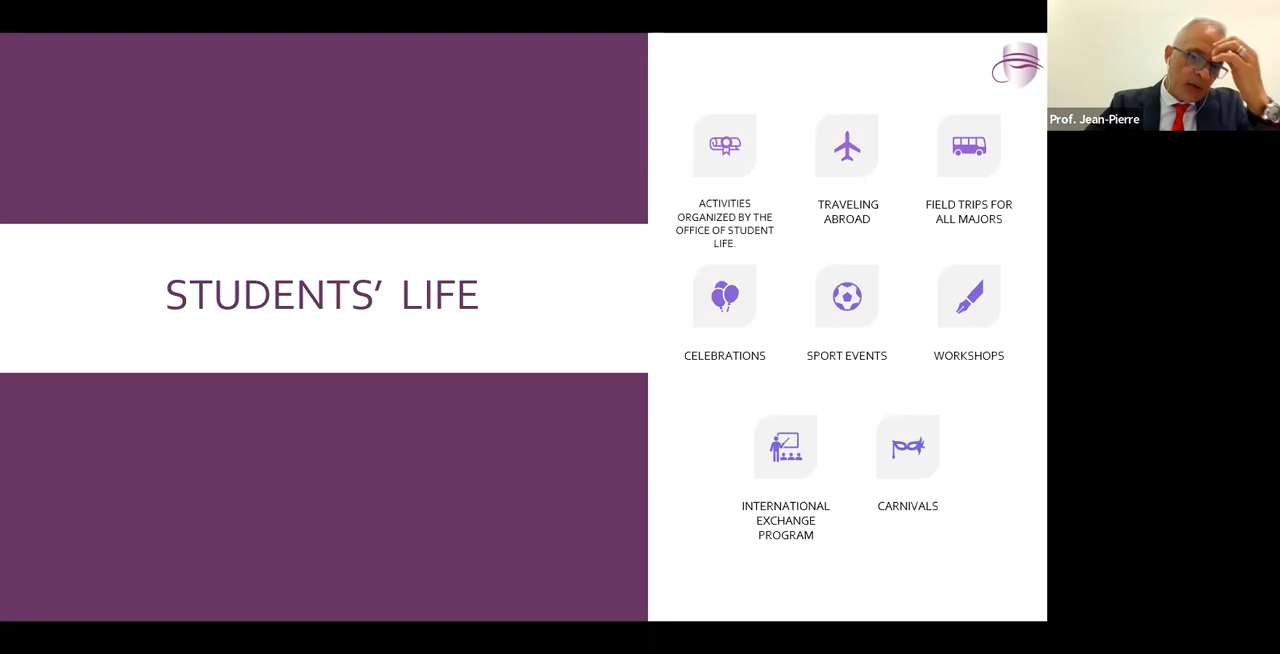 Prof. Jean-Pierre
STUDENTS’ LIFE
ACTIVITIES
ORGANIZED BY THE
OFFICE OF STUDENT
LIFE.
TRAVELING
ABROAD
FIELD TRIPS FOR
ALL MAJORS
CELEBRATIONS
SPORT EVENTS
WORKSHOPS
INTERNATIONAL
EXCHANGE
PROGRAM
CARNIVALS